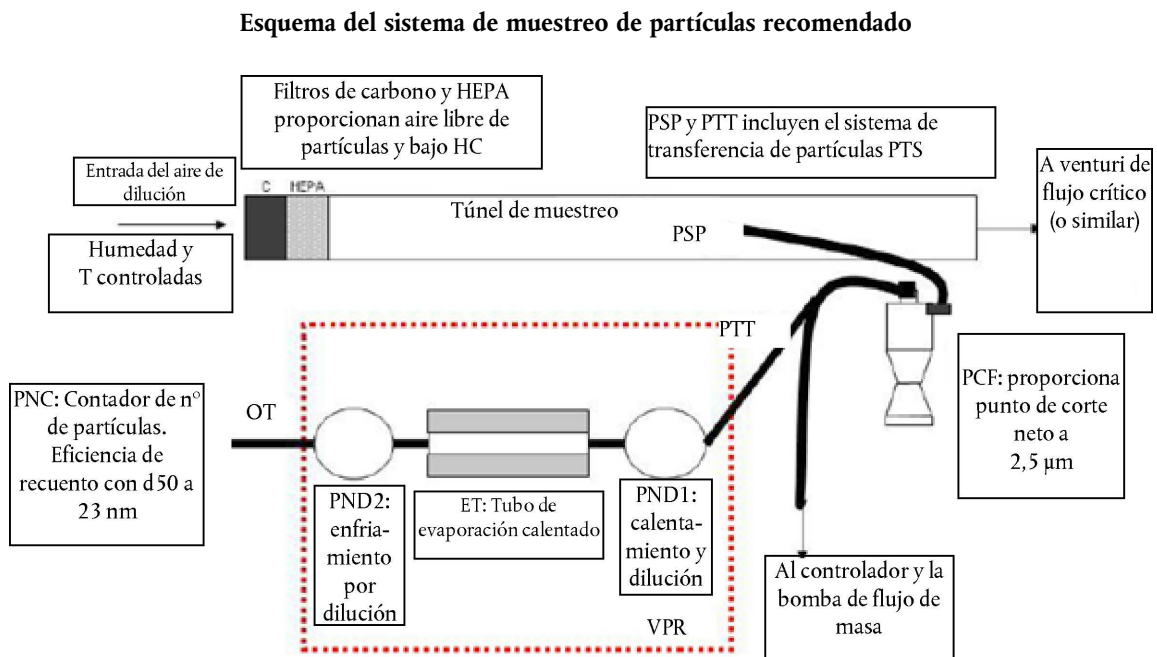 Esquema del sistema de muestreo de partículas recomendado
Filtros de carbono y HEPA
proporcionan aire libre de
partículas y bajo HC
PSP y PTT incluyen el sistema de
transferencia de partículas PTS
A venturi de
flujo crítico
(o similar)
Entrada del aire de
dilución
C HEPA
Túnel de muestreo
PSP
Humedad y
T controladas
PTT
PCF: proporciona
punto de corte
neto a
2,5 µm
PNC: Contador de nº
de partículas.
Eficiencia de
recuento con d50 a
23 nm
OT
PND2:
enfria-
miento
por
dilución
ET: Tubo de
evaporación calentado
PND1:
calenta-
miento y
dilución
VPR
Al controlador y la
bomba de flujo de
masa